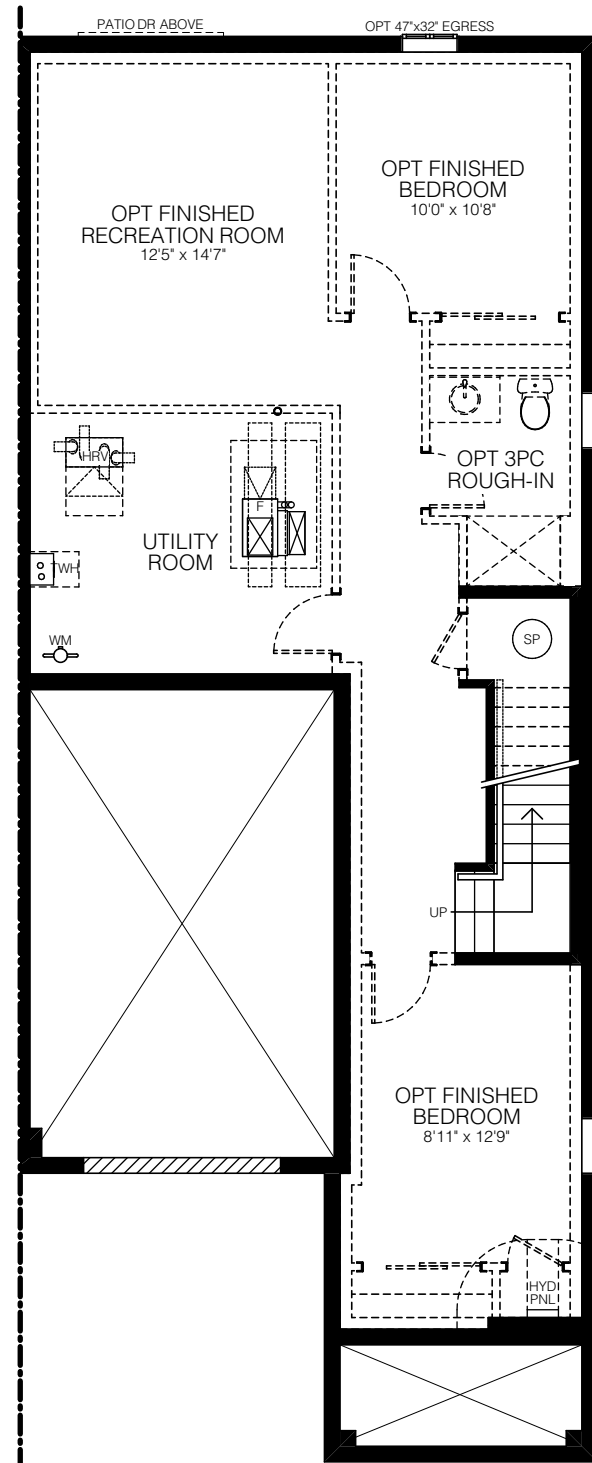 PATIO DR ABOVE
OPT 47"x32" EGRESS
OPT FINISHED
BEDROOM
10'0" x 10'8"
OPT FINISHED
RECREATION ROOM
12'5" x 14'7"
HRV
F
OPT 3PC
ROUGH-IN
UTILITY
ROOM
TWH
WM
SP
UP
OPT FINISHED
BEDROOM
8'11" x 12'9"
HYD
PNL